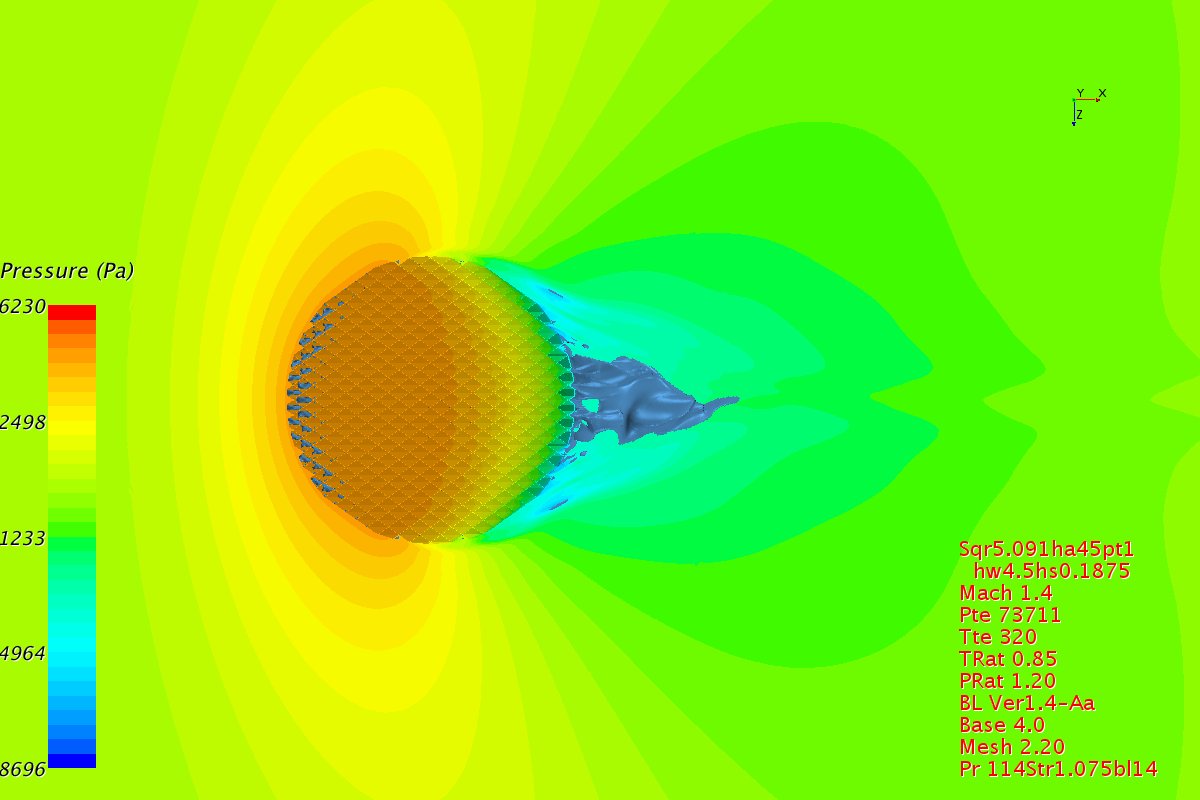 Y X
Z
Pressure (Pa)
6230
2498
1233
4964
8696
Sqr5.091ha45pt1
hw4.5hs0.1875
Mach 1.4
Pte 73711
Tte 320
TRat 0.85
PRat 1.20
BL Ver1.4-Aa
Base 4.0
Mesh 2.20
Pr 114Str1.075bl14